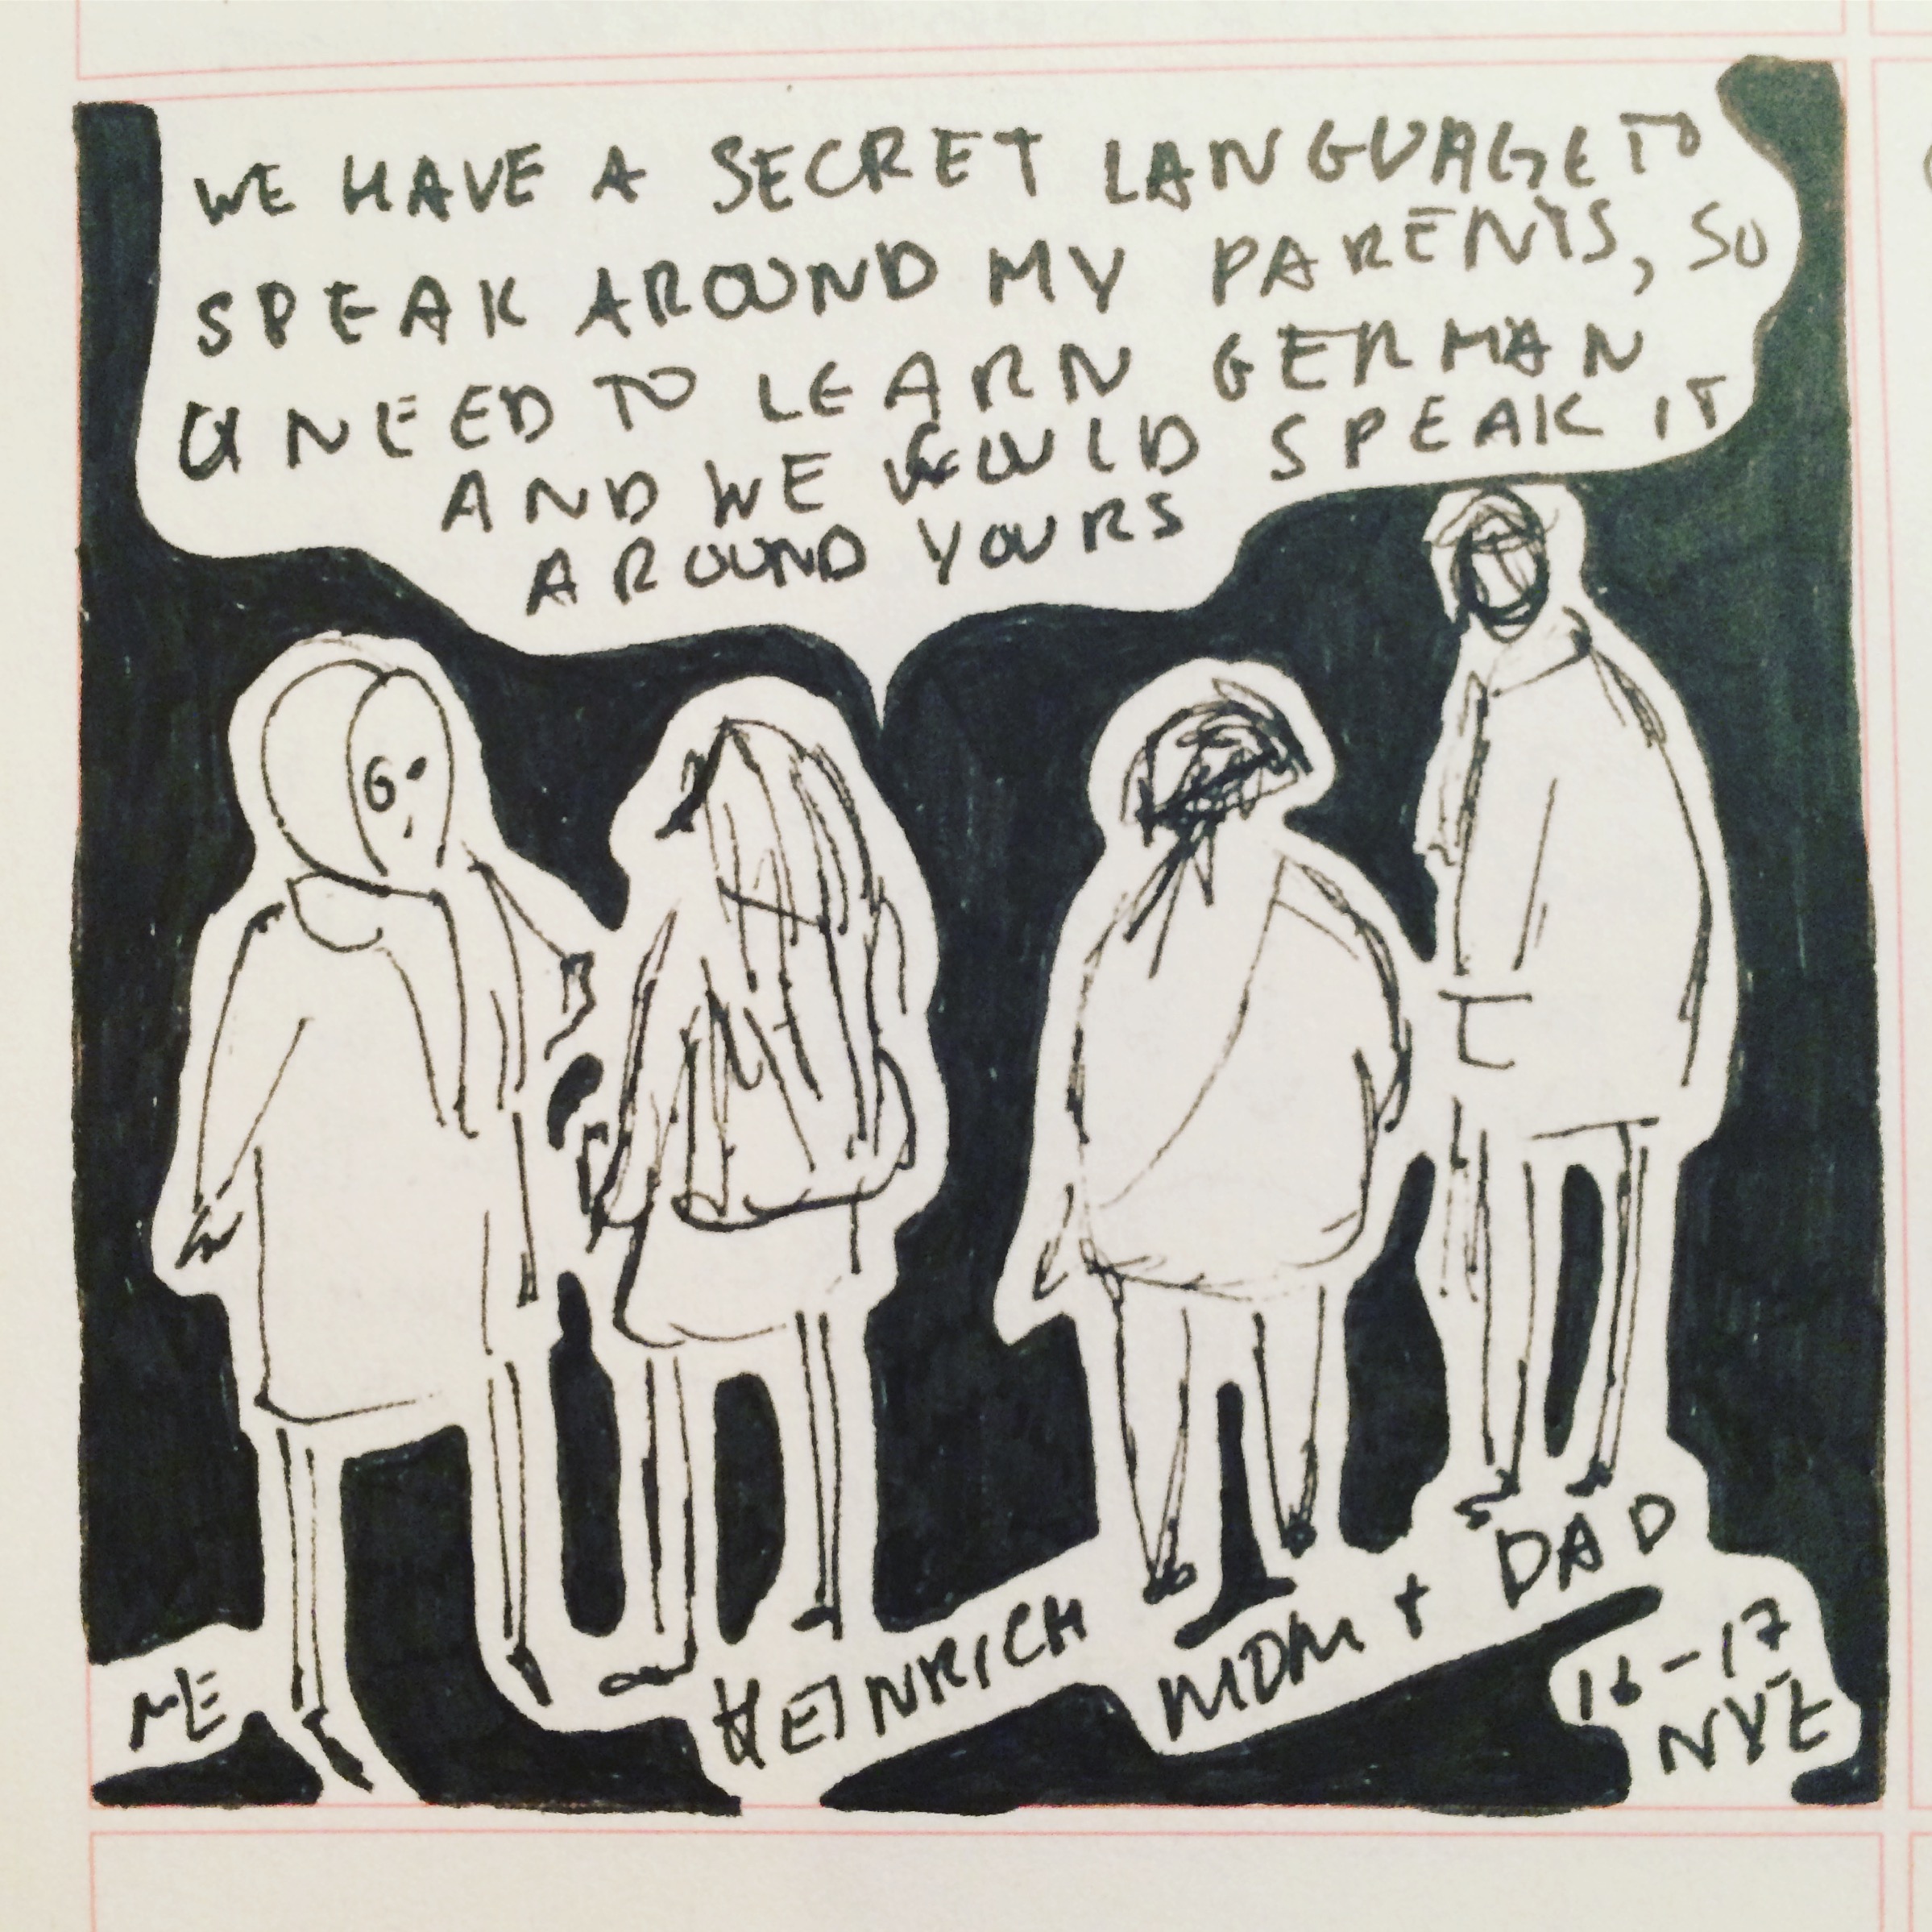 WE HAVE A SECRET LANGUAGE TO
SPEAK AROUND MY PARENTS, SO
U NEED TO LEARN GERMAN
AND WE WOULD SPEAK IT
AROUND YOURS
ME
HEINRICH
MOM + DAD
16-17
NYE